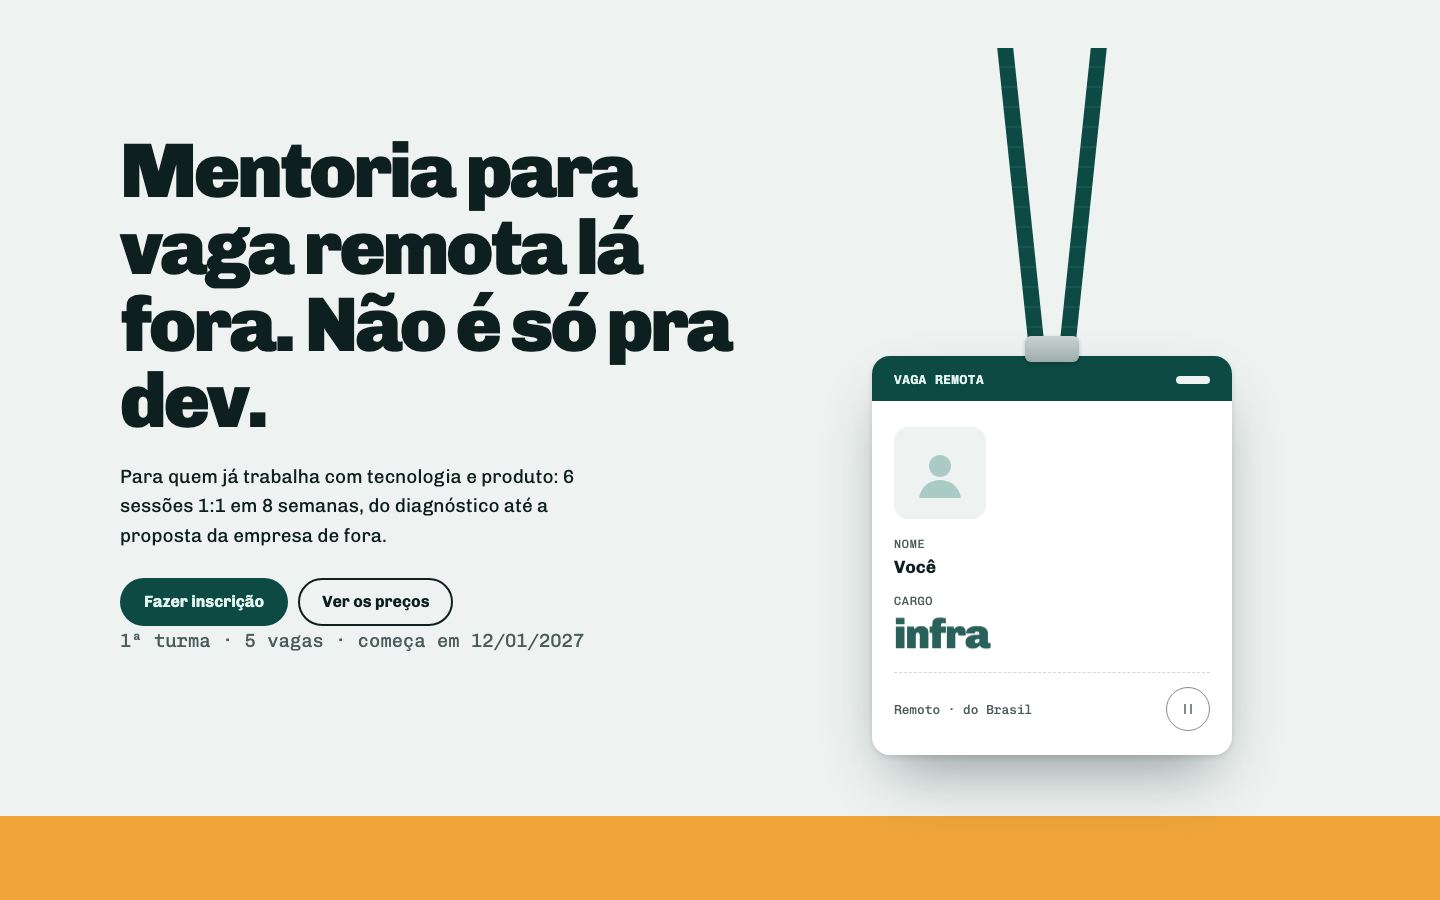 Mentoria para
vaga remota lá
fora. Não é só pra
dev.
Para quem já trabalha com tecnologia e produto: 6
sessões 1:1 em 8 semanas, do diagnóstico até a
proposta da empresa de fora.
Fazer inscrição
Ver os preços
1ª turma · 5 vagas · começa em 12/01/2027
VAGA REMOTA
NOME
Você
CARGO
infra
Remoto · do Brasil